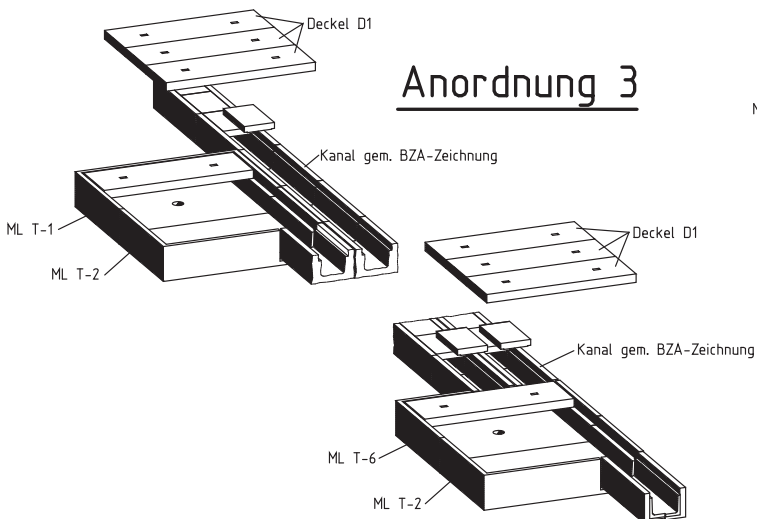 Deckel D1
Anordnung 3
Kanal gem. BZA-Zeichnung
ML T-1
ML T-2
Deckel D1
Kanal gem. BZA-Zeichnung
ML T-6
ML T-2